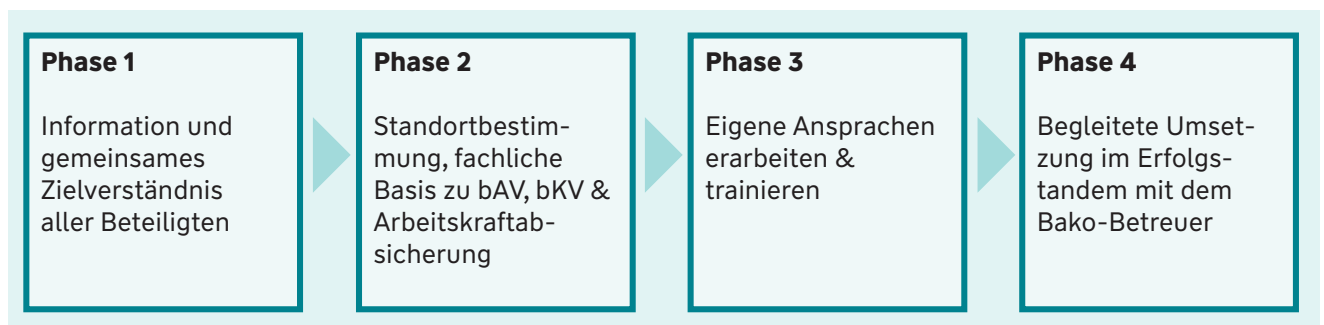 Phase 1
Information und
gemeinsames
Zielverständnis
aller Beteiligten
Phase 2
Standortbestim-
mung, fachliche
Basis zu bAV, bKV &
Arbeitskraftab-
sicherung
Phase 3
Eigene Ansprachen
erarbeiten &
trainieren
Phase 4
Begleitete Umset-
zung im Erfolgs-
tandem mit dem
Bako-Betreuer